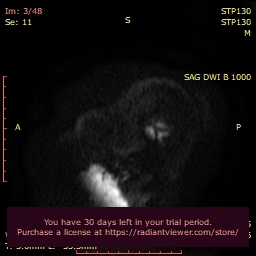 Im: 3/48
Se: 11
S
STP130
STP130
M
SAG DWI B 1000
A
P
You have 30 days left in your trial period.
Purchase a license at https://radiantviewer.com/store/